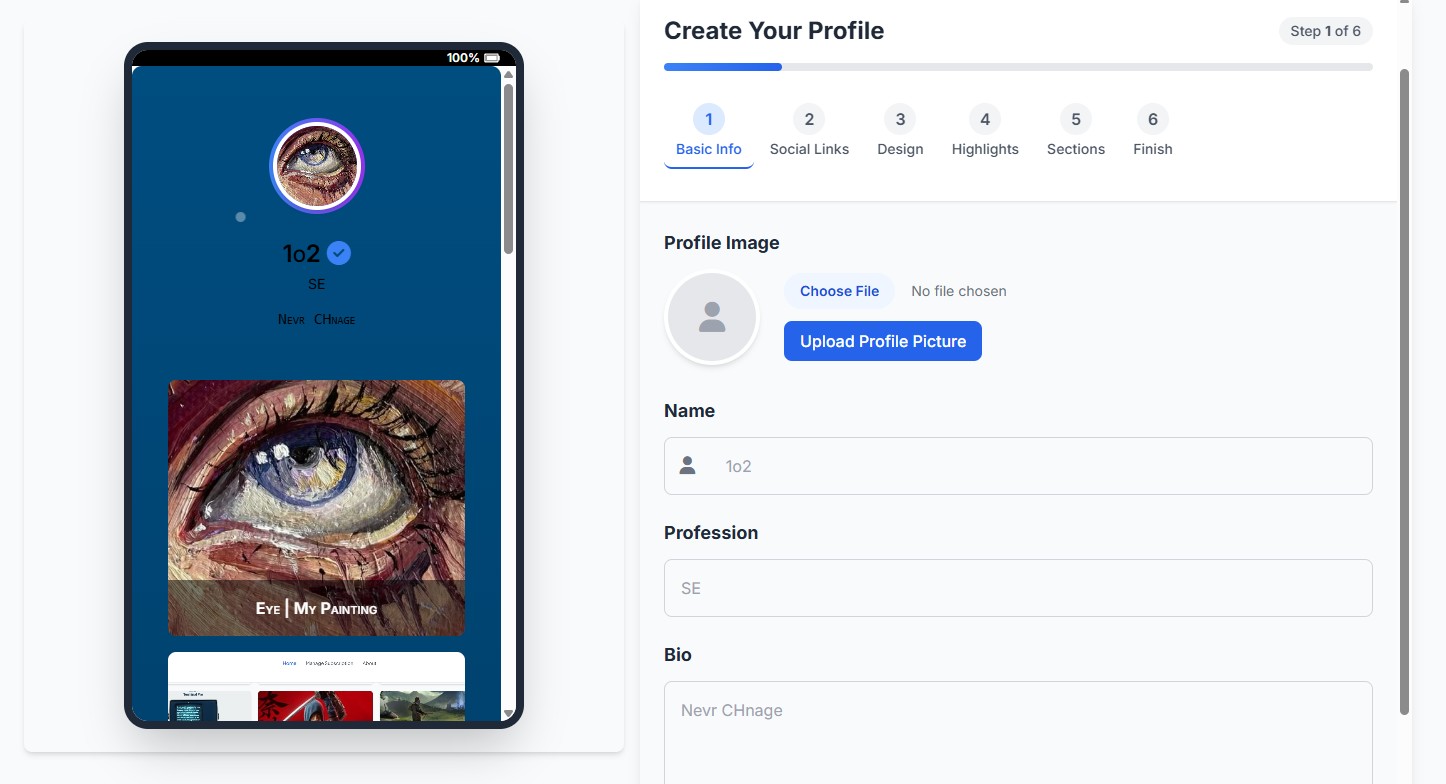 100%
1o2
SE
Nevr CHnage
Eye | My Painting
Home Manage Subscription About
Create Your Profile
Step 1 of 6
1 2 3 4 5 6
Basic Info Social Links Design Highlights Sections Finish
Profile Image
Choose File No file chosen
Upload Profile Picture
Name
1o2
Profession
SE
Bio
Nevr CHnage